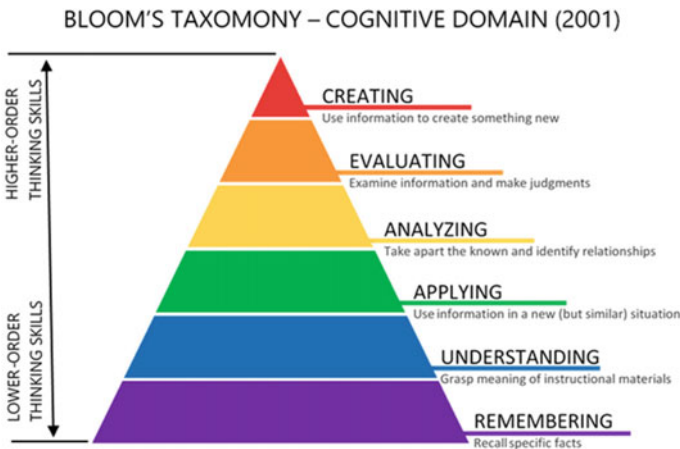 BLOOM'S TAXOMONY – COGNITIVE DOMAIN (2001)
HIGHER-ORDER
THINKING SKILLS
CREATING
Use information to create something new
EVALUATING
Examine information and make judgments
ANALYZING
Take apart the known and identify relationships
APPLYING
Use information in a new (but similar) situation
LOWER-ORDER
THINKING SKILLS
UNDERSTANDING
Grasp meaning of instructional materials
REMEMBERING
Recall specific facts